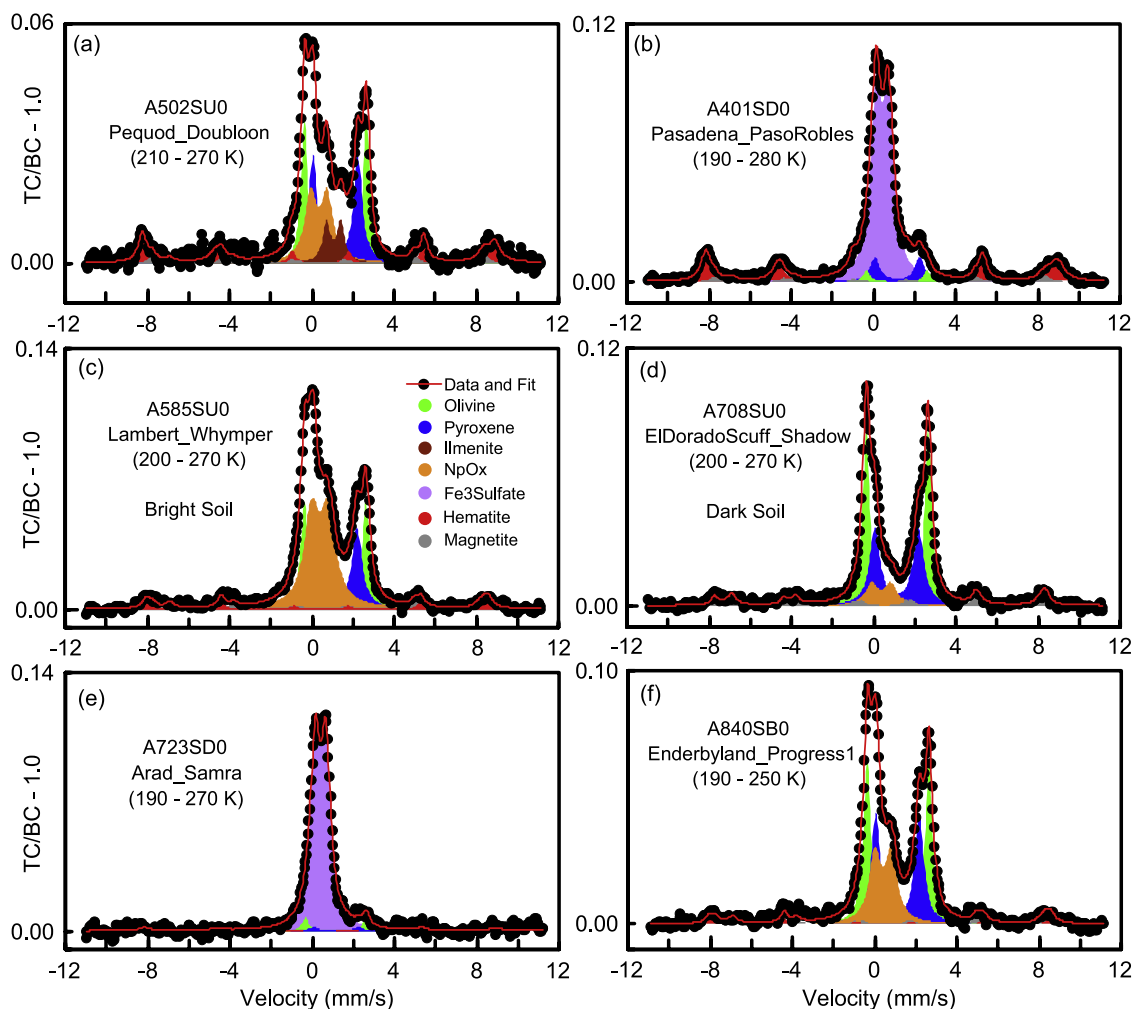 0.06
(a)
A502SU0
Pequod_Doubloon
(210 - 270 K)
TC/BC - 1.0
0.00
-12 -8 -4 0 4 8 12
0.12
(b)
A401SD0
Pasadena_PasoRobles
(190 - 280 K)
0.00
-12 -8 -4 0 4 8 12
0.14
(c)
A585SU0
Lambert_Whymper
(200 - 270 K)
Bright Soil
Data and Fit
Olivine
Pyroxene
Ilmenite
NpOx
Fe3Sulfate
Hematite
Magnetite
TC/BC - 1.0
0.00
-12 -8 -4 0 4 8 12
0.12
(d)
A708SU0
ElDoradoScuff_Shadow
(200 - 270 K)
Dark Soil
0.00
-12 -8 -4 0 4 8 12
0.14
(e)
A723SD0
Arad_Samra
(190 - 270 K)
TC/BC - 1.0
0.00
-12 -8 -4 0 4 8 12
Velocity (mm/s)
0.10
(f)
A840SB0
Enderbyland_Progress1
(190 - 250 K)
0.00
-12 -8 -4 0 4 8 12
Velocity (mm/s)